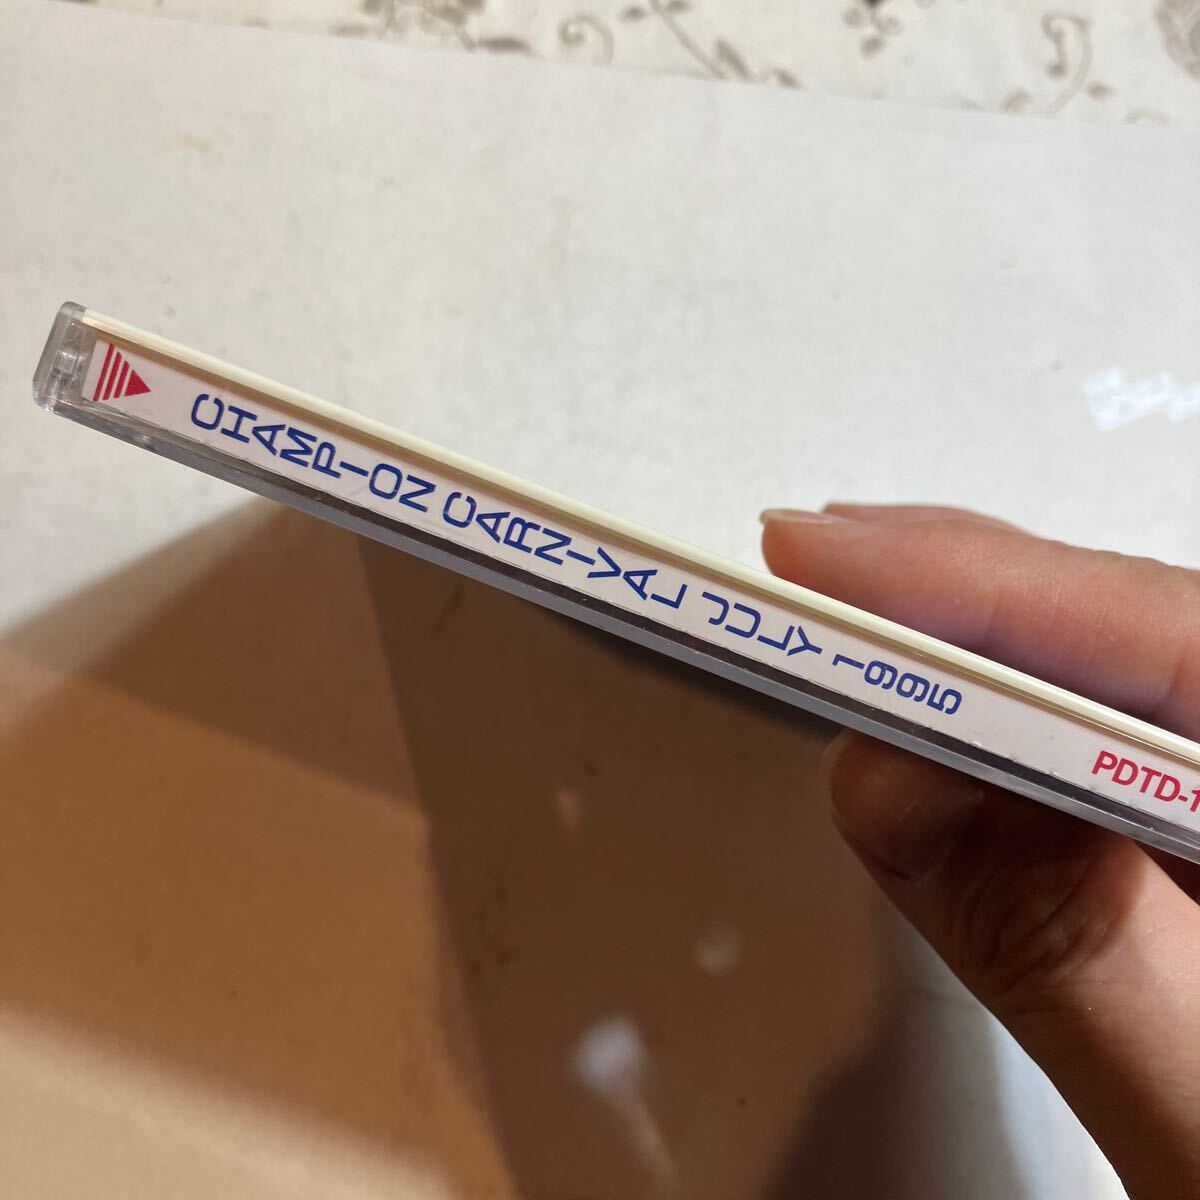 CHAMPION CARNIVAL JULY 1995
PDTD-1